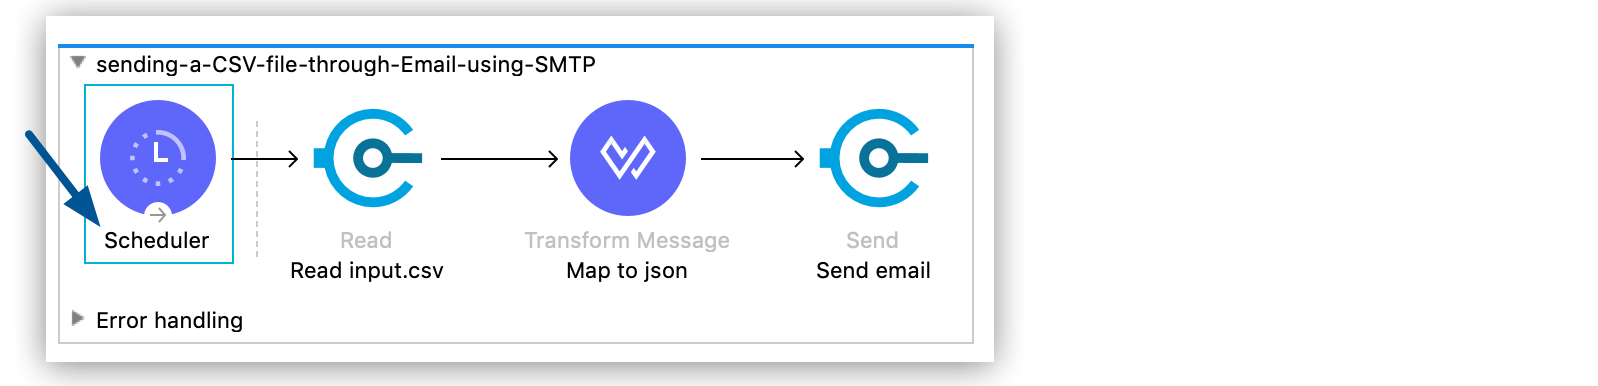 sending-a-CSV-file-through-Email-using-SMTP
Scheduler
Read
Read input.csv
Transform Message
Map to json
Send
Send email
Error handling